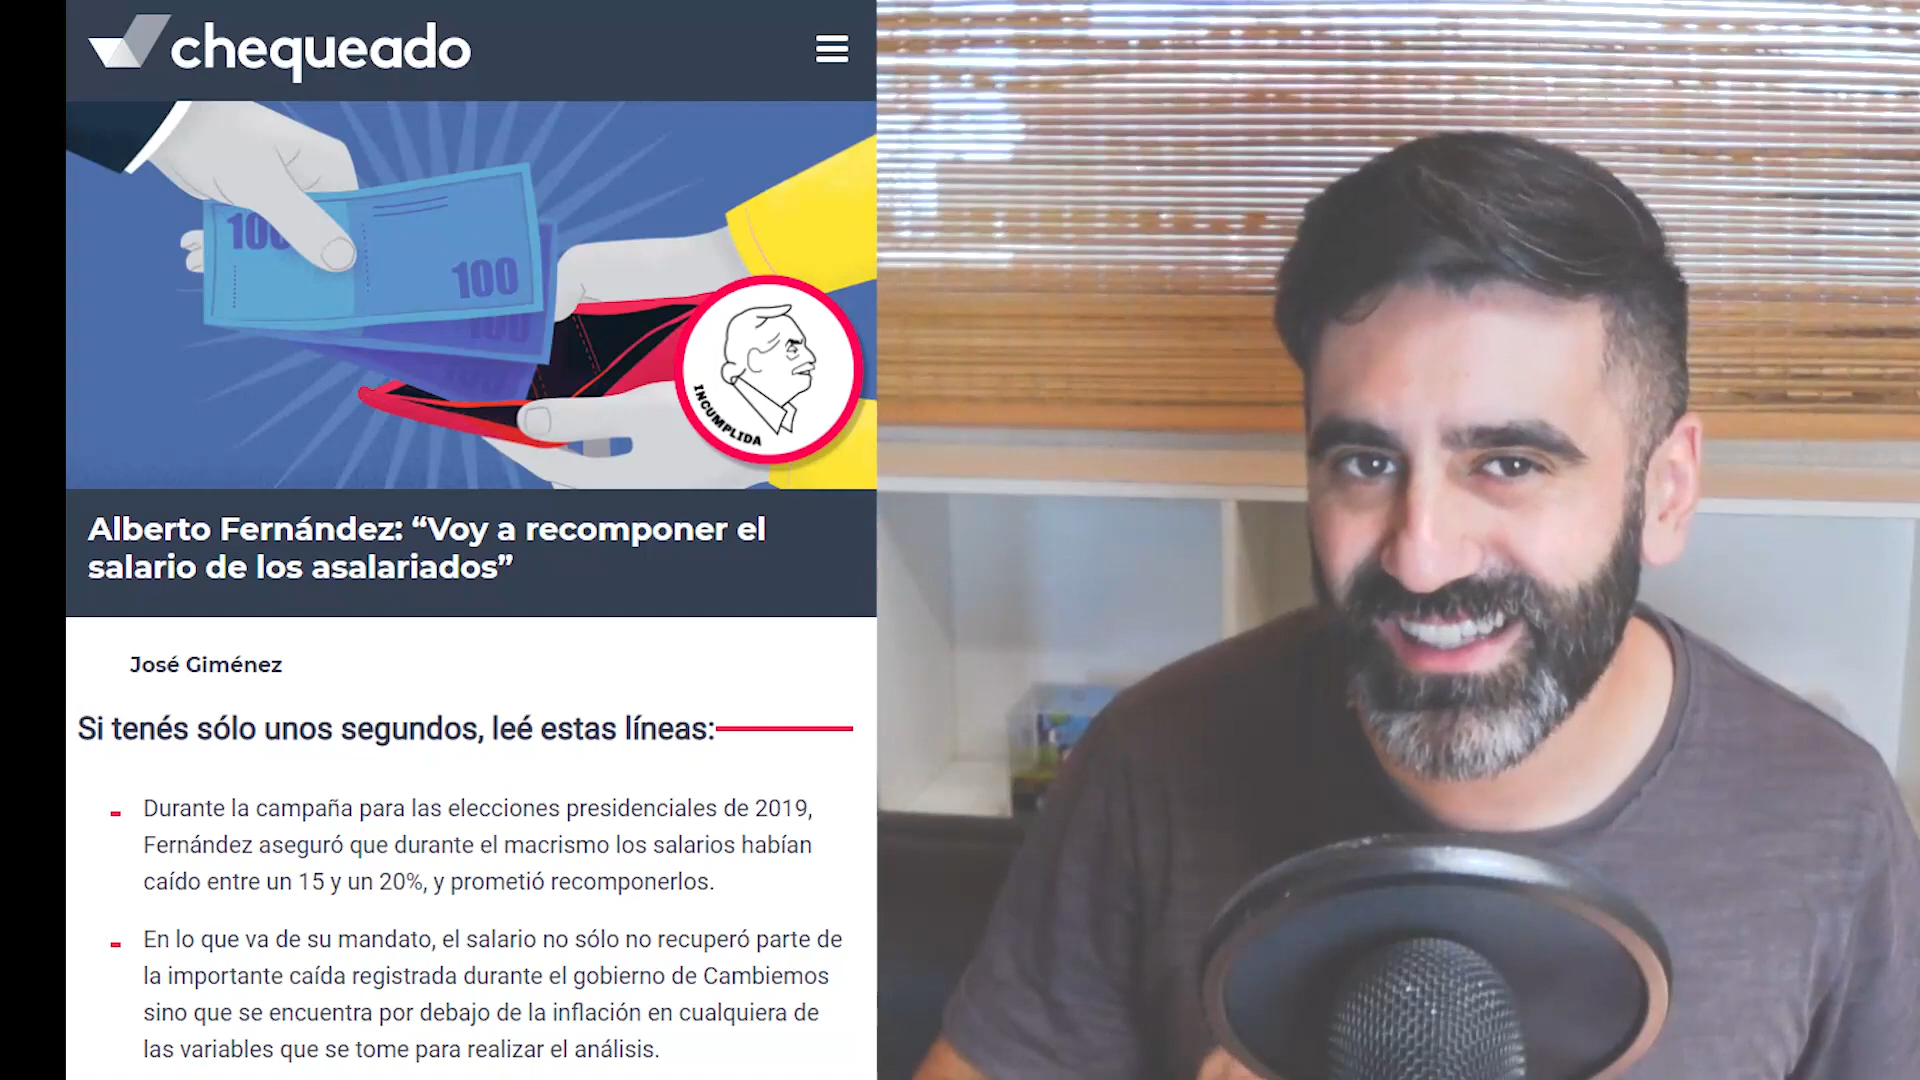 chequeado
100
100
100
100
INCUMPLIDA
Alberto Fernández: “Voy a recomponer el
salario de los asalariados”
José Giménez
Si tenés sólo unos segundos, leé estas líneas:
Durante la campaña para las elecciones presidenciales de 2019,
Fernández aseguró que durante el macrismo los salarios habían
caído entre un 15 y un 20%, y prometió recomponerlos.
En lo que va de su mandato, el salario no sólo no recuperó parte de
la importante caída registrada durante el gobierno de Cambiemos
sino que se encuentra por debajo de la inflación en cualquiera de
las variables que se tome para realizar el análisis.